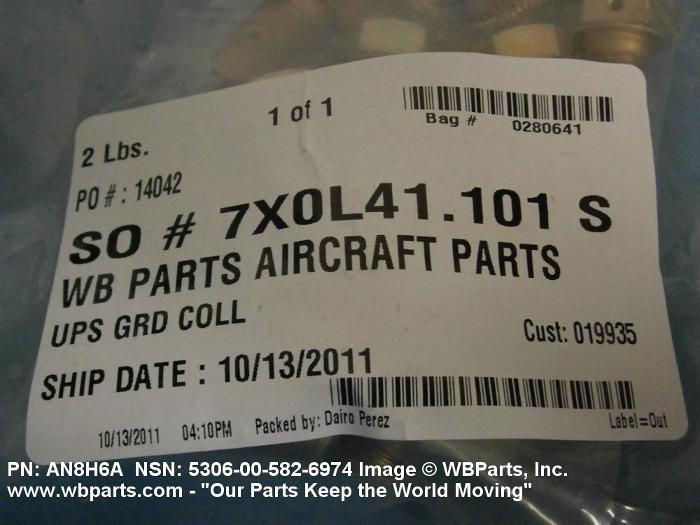 1 of 1
Bag # 0280641
2 Lbs.
PO #: 14042
SO # 7X0L41.101 S
WB PARTS AIRCRAFT PARTS
UPS GRD COLL
Cust: 019935
SHIP DATE : 10/13/2011
10/13/2011 04:10PM Packed by: Dairo Perez Label=Out
PN: AN8H6A NSN: 5306-00-582-6974 Image © WBParts, Inc.
www.wbparts.com - "Our Parts Keep the World Moving"